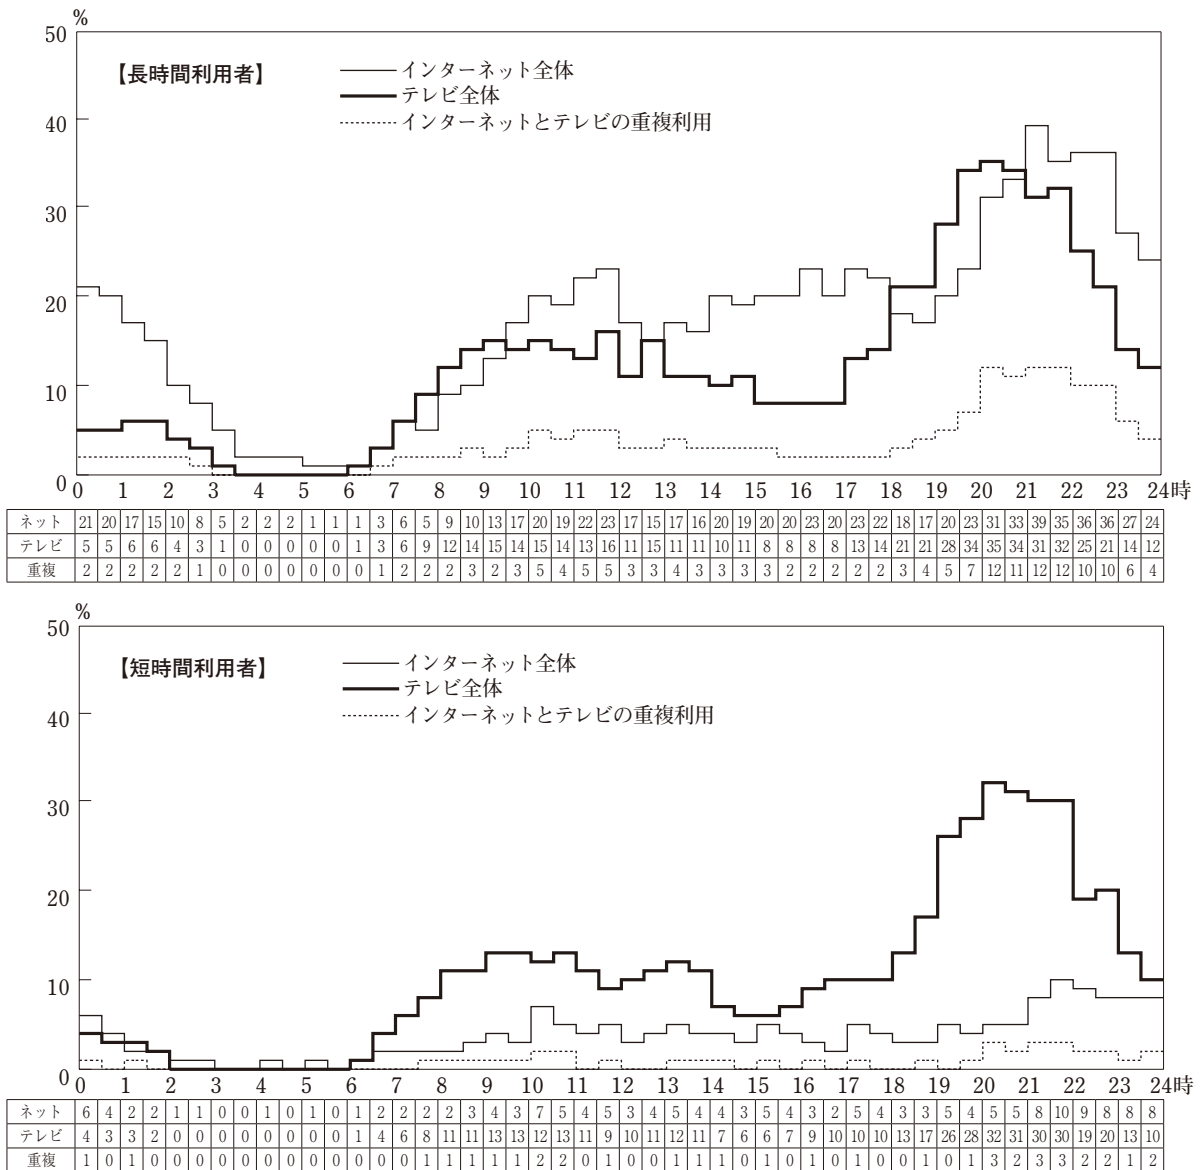 %
50
【長時間利用者】
インターネット全体
テレビ全体
インターネットとテレビの重複利用
40
30
20
10
0
0 1 2 3 4 5 6 7 8 9 10 11 12 13 14 15 16 17 18 19 20 21 22 23 24時
ネット 21 20 17 15 10 8 5 2 2 2 1 1 1 3 6 5 9 10 13 17 20 19 22 23 17 15 17 16 20 19 20 20 23 20 23 22 18 17 20 23 31 33 39 35 36 36 27 24
テレビ 5 5 6 6 4 3 1 0 0 0 0 0 1 3 6 9 12 14 15 14 15 14 13 16 11 15 11 11 10 11 8 8 8 8 13 14 21 21 28 34 35 34 31 32 25 21 14 12
重複 2 2 2 2 2 1 0 0 0 0 0 0 0 1 2 2 2 3 2 3 5 4 5 5 3 3 4 3 3 3 3 2 2 2 2 2 3 4 5 7 12 11 12 12 10 10 6 4
%
50
【短時間利用者】
インターネット全体
テレビ全体
インターネットとテレビの重複利用
40
30
20
10
0
0 1 2 3 4 5 6 7 8 9 10 11 12 13 14 15 16 17 18 19 20 21 22 23 24時
ネット 6 4 2 2 1 1 0 0 1 0 1 0 1 2 2 2 2 3 4 3 7 5 4 5 3 4 5 4 4 3 5 4 3 2 5 4 3 3 5 4 5 5 8 10 9 8 8 8
テレビ 4 3 3 2 0 0 0 0 0 0 0 0 1 4 6 8 11 11 13 13 12 13 11 9 10 11 12 11 7 6 6 7 9 10 10 10 13 17 26 28 32 31 30 30 19 20 13 10
重複 1 0 1 0 0 0 0 0 0 0 0 0 0 0 0 1 1 1 1 1 2 2 0 1 0 0 1 1 1 0 1 0 1 0 1 0 0 1 0 1 3 2 3 3 2 2 1 2